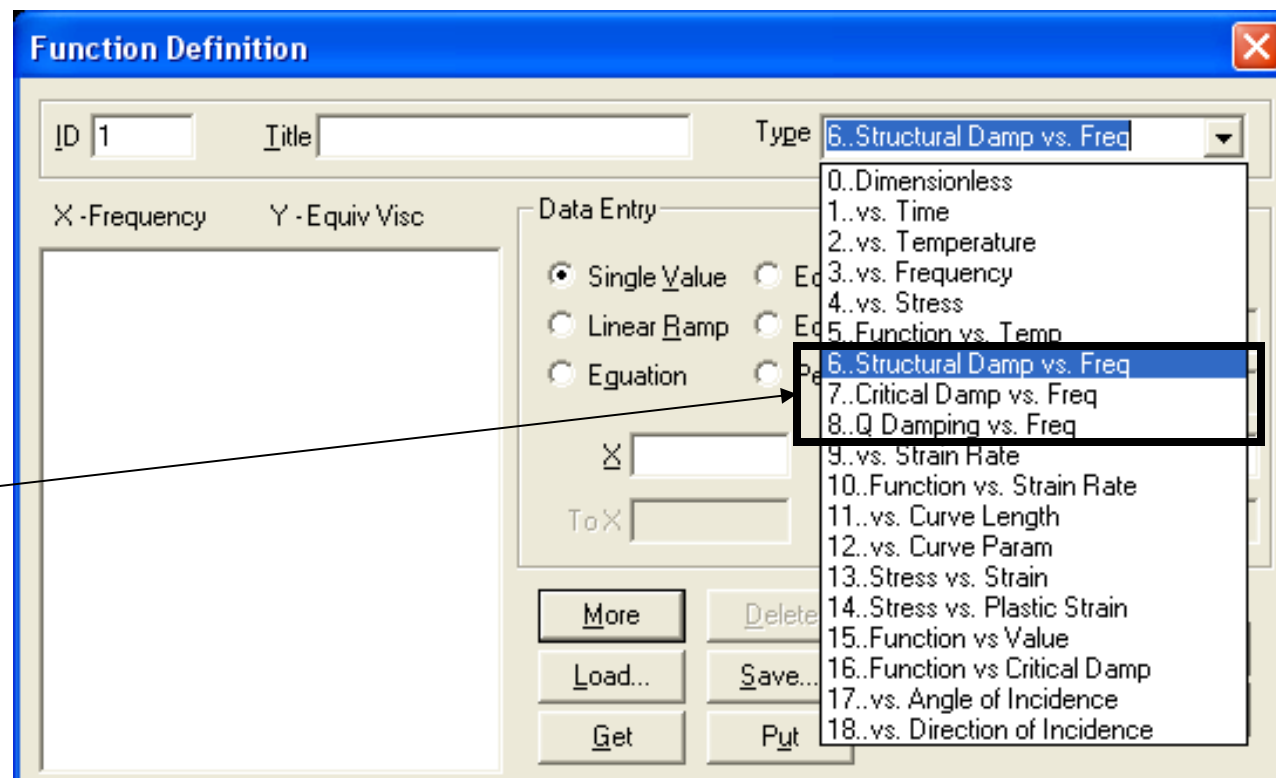 Function Definition
ID 1 Title Type 6..Structural Damp vs. Freq
X -Frequency Y - Equiv Visc
0..Dimensionless
1..vs. Time
2..vs. Temperature
3..vs. Frequency
4..vs. Stress
5..Function vs. Temp
6..Structural Damp vs. Freq
7..Critical Damp vs. Freq
8..Q Damping vs. Freq
9..vs. Strain Rate
10..Function vs. Strain Rate
11..vs. Curve Length
12..vs. Curve Param
13..Stress vs. Strain
14..Stress vs. Plastic Strain
15..Function vs Value
16..Function vs Critical Damp
17..vs. Angle of Incidence
18..vs. Direction of Incidence
Data Entry
Single Value
Linear Ramp
Equation
X
To X
More Delete
Load... Save...
Get Put